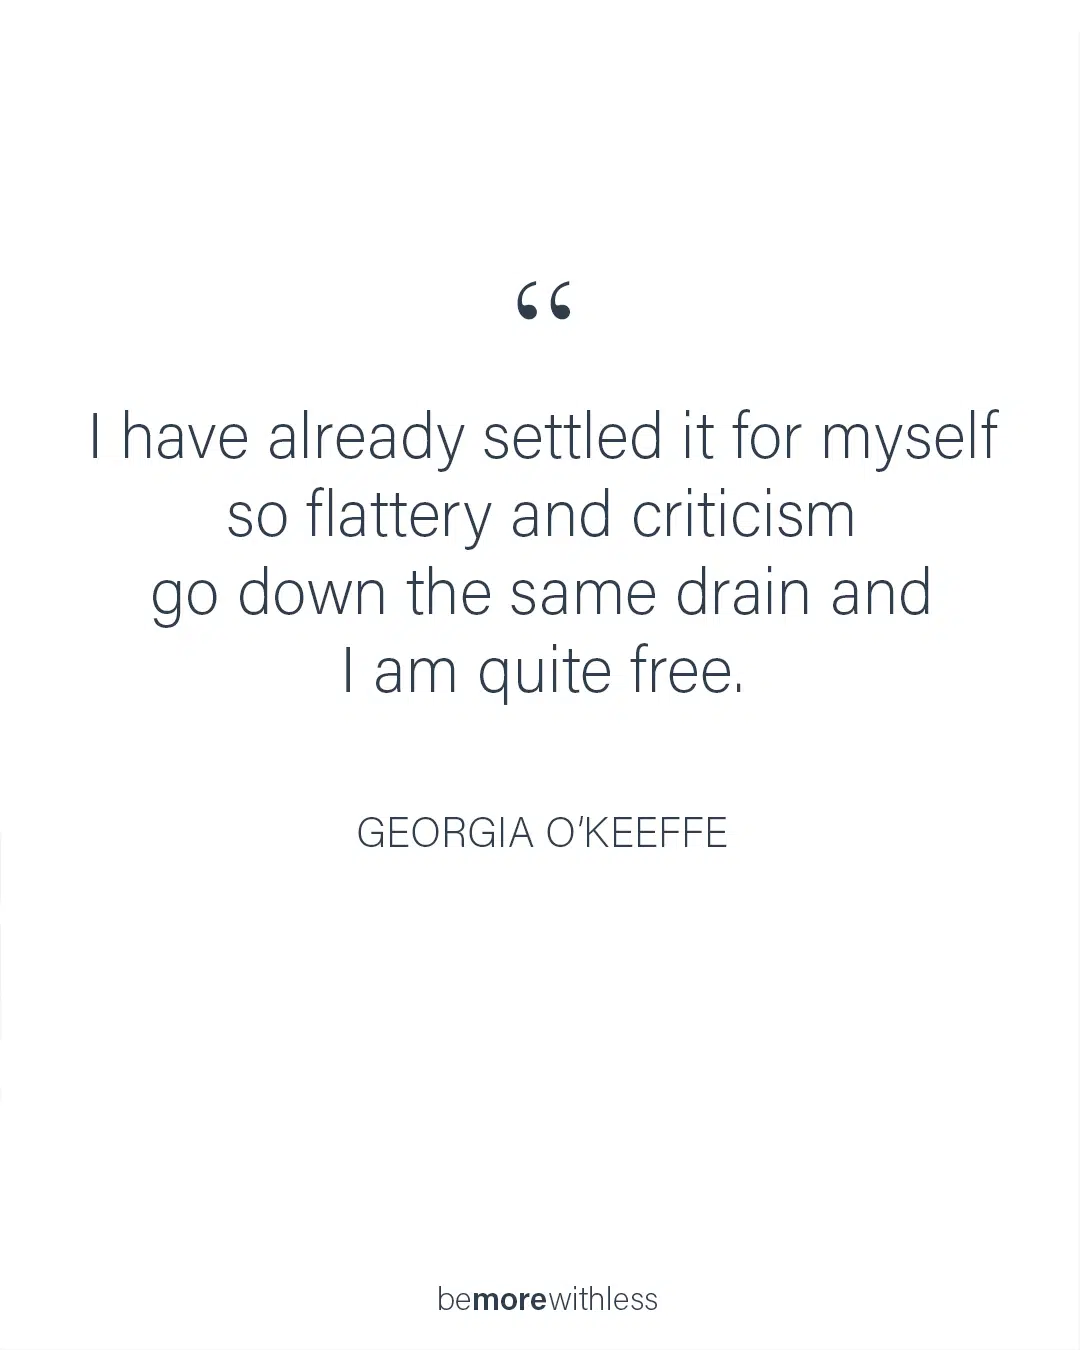 “
I have already settled it for myself
so flattery and criticism
go down the same drain and
I am quite free.
GEORGIA O’KEEFFE
bemorewithless